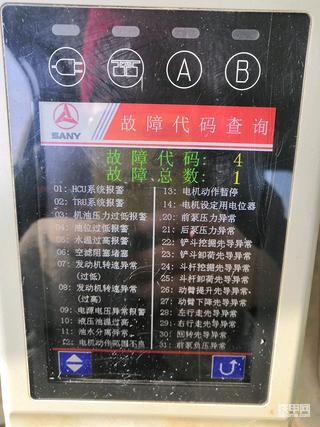 A
B
SANY
故障代码查询
故障代码: 4
故障总数: 1
01: HCU系统报警
02: TRU系统报警
03: 机油压力过低报警
04: 油位过低报警
05: 水温过高报警
06: 空滤阻塞堵塞
07: 发动机转速异常
(过低)
08: 发动机转速异常
(过高)
09: 电源电压异常报警
10: 液压油温过高
11: 油水分离异常
12: 电机动作范围不良
13: 电机动作暂停
14: 电机设定用电位器
20: 前泵压力异常
21: 后泵压力异常
22: 铲斗挖掘先导异常
23: 铲斗卸荷先导异常
24: 斗杆挖掘先导异常
25: 斗杆卸荷先导异常
26: 动臂提升先导异常
27: 动臂下降先导异常
28: 左行走先导异常
29: 右行走先导异常
30: 回转先导异常
31: 前泵负压异常